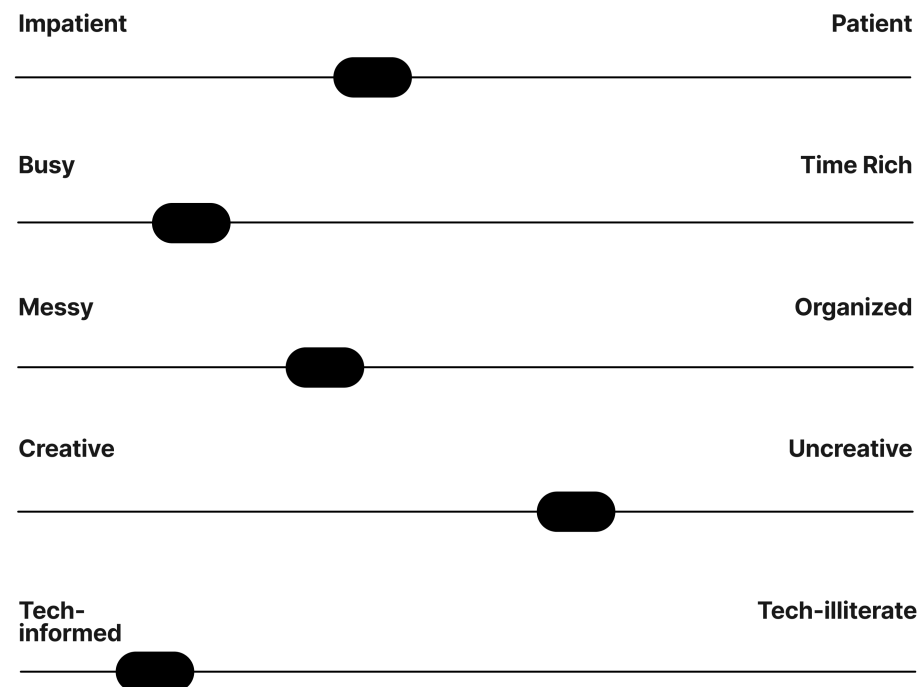 Impatient Patient
Busy Time Rich
Messy Organized
Creative Uncreative
Tech- Tech-illiterate
informed